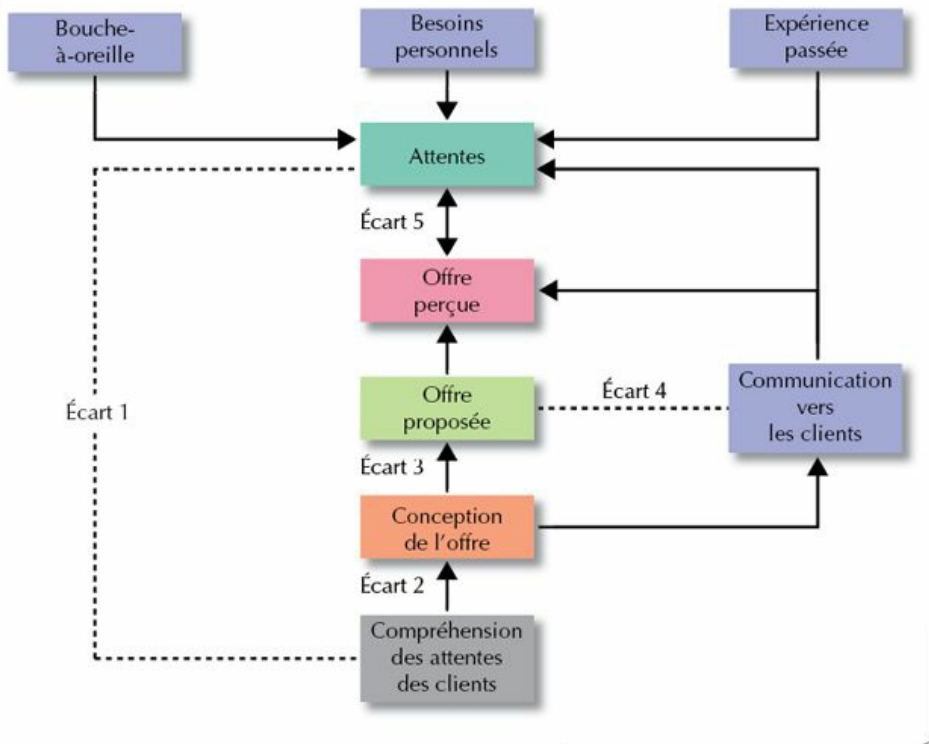 Bouche-
à-oreille
Besoins
personnels
Expérience
passée
Attentes
Écart 5
Offre
perçue
Écart 1
Offre
proposée
Écart 4
Communication
vers
les clients
Écart 3
Conception
de l'offre
Écart 2
Compréhension
des attentes
des clients